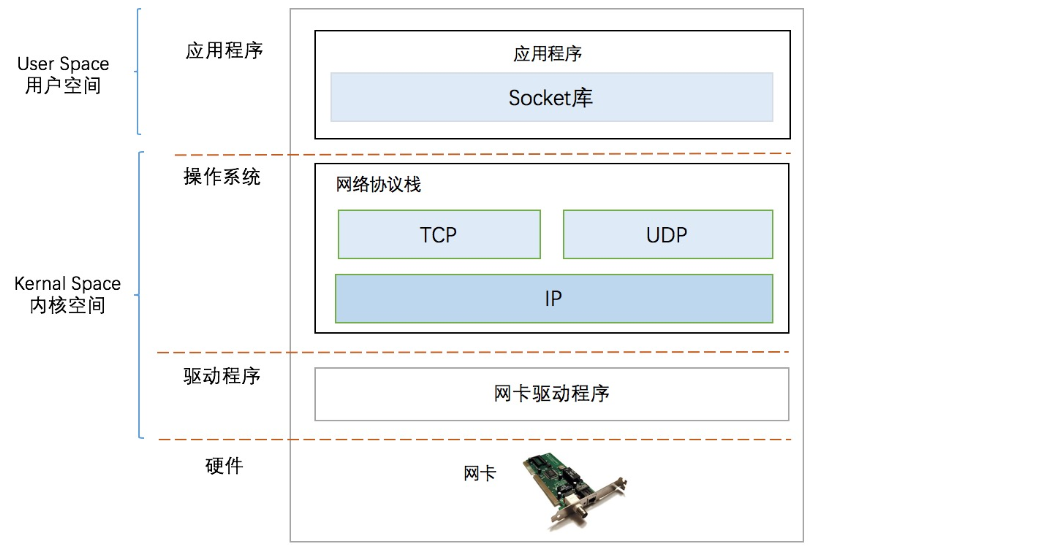 User Space
用户空间
应用程序
应用程序
Socket库
操作系统
网络协议栈
TCP
UDP
IP
Kernal Space
内核空间
驱动程序
网卡驱动程序
硬件
网卡